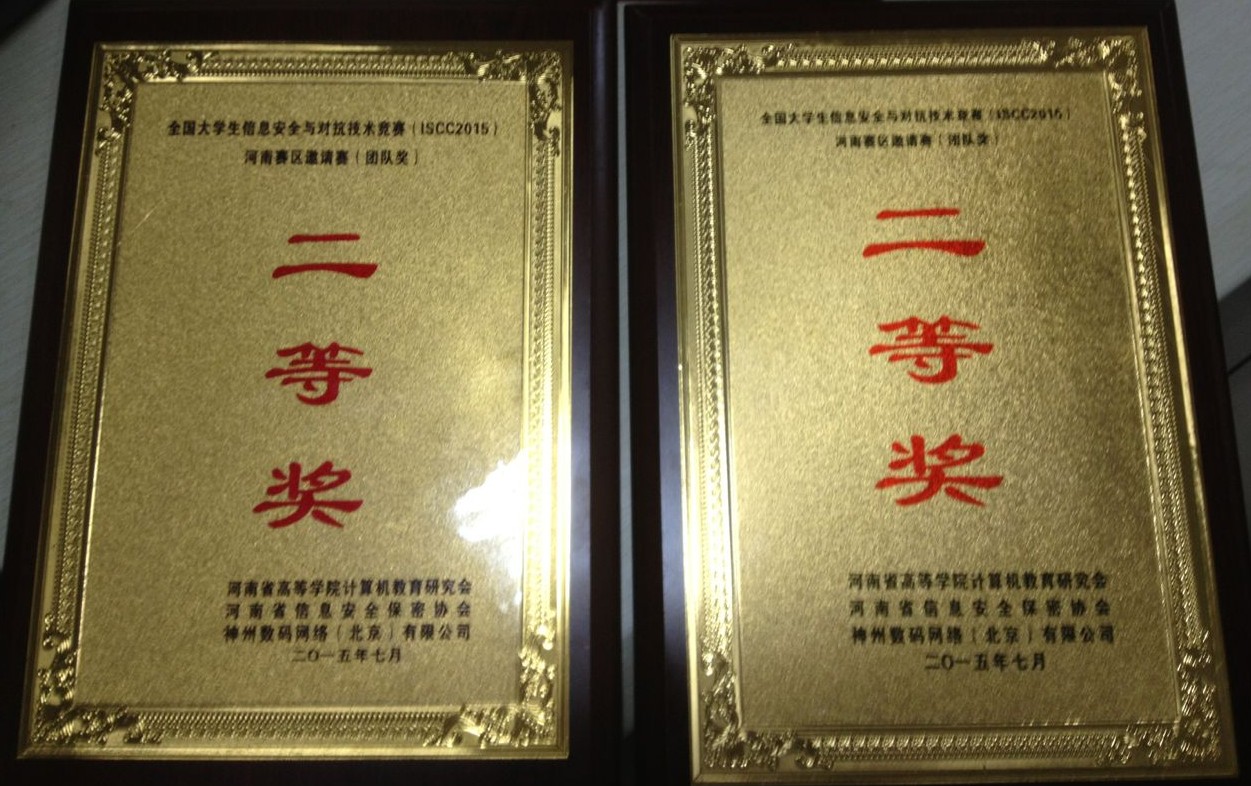 全国大学生信息安全与对抗技术竞赛（ISCC2015）
河南赛区邀请赛（团队奖）
二
等
奖
河南省高等学院计算机教育研究会
河南省信息安全保密协会
神州数码网络（北京）有限公司
二〇一五年七月
全国大学生信息安全与对抗技术竞赛（ISCC2015）
河南赛区邀请赛（团队奖）
二
等
奖
河南省高等学院计算机教育研究会
河南省信息安全保密协会
神州数码网络（北京）有限公司
二〇一五年七月